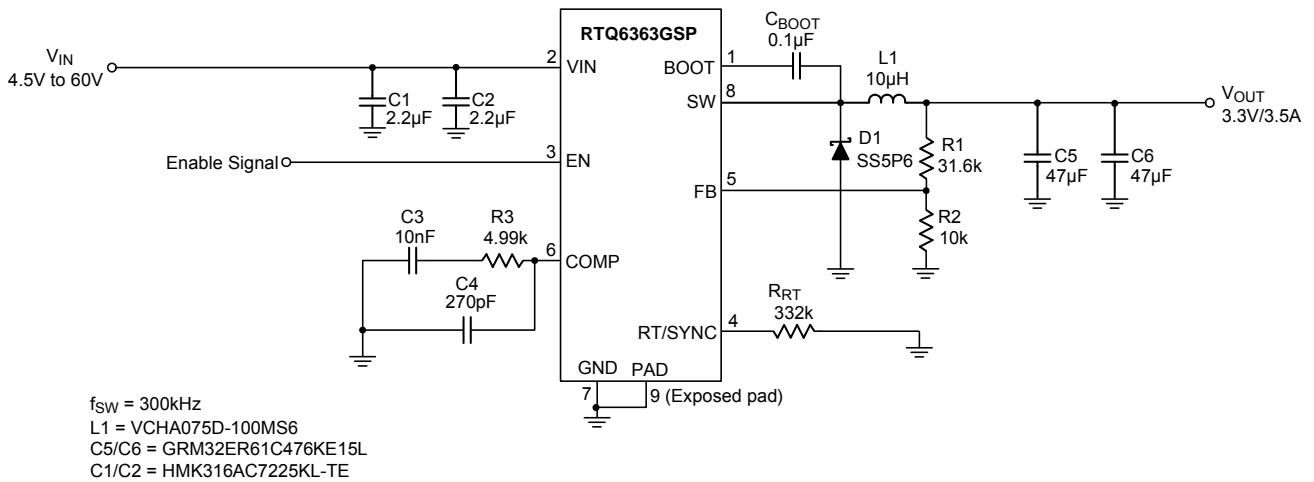 RTQ6363GSP
C_BOOT
0.1µF
V_IN
4.5V to 60V
2
VIN
BOOT
1
L1
10µH
SW
8
C1
2.2µF
C2
2.2µF
V_OUT
3.3V/3.5A
D1
SS5P6
R1
31.6k
C5
47µF
C6
47µF
Enable Signal
3
EN
FB
5
R2
10k
C3
10nF
R3
4.99k
6
COMP
C4
270pF
R_RT
332k
RT/SYNC
4
GND
PAD
7
9 (Exposed pad)
f_SW = 300kHz
L1 = VCHA075D-100MS6
C5/C6 = GRM32ER61C476KE15L
C1/C2 = HMK316AC7225KL-TE